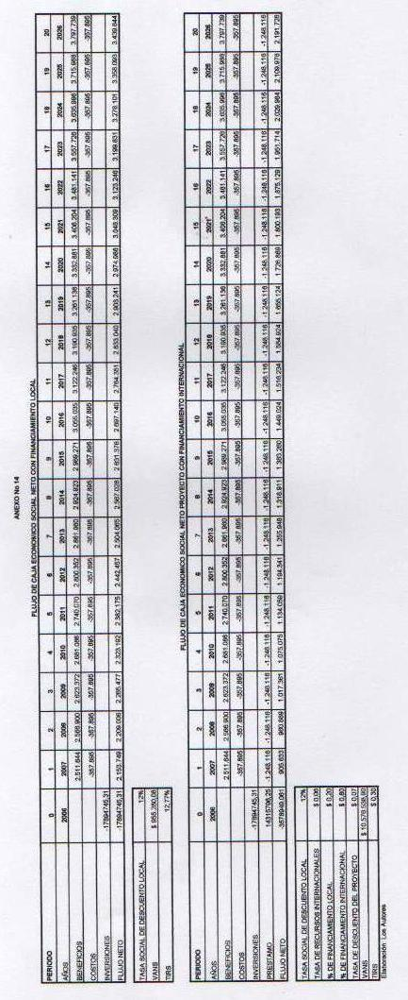 ANEXO No 14
FLUJO DE CAJA ECONOMICO SOCIAL NETO CON FINANCIAMIENTO LOCAL
PERIODO 0 1 2 3 4 5 6 7 8 9 10 11 12 13 14 15 16 17 18 19 20
AÑOS 2006 2007 2008 2009 2010 2011 2012 2013 2014 2015 2016 2017 2018 2019 2020 2021 2022 2023 2024 2025 2026
BENEFICIOS 2.511.644 2.566.900 2.623.372 2.681.086 2.740.070 2.800.352 2.861.960 2.924.923 2.989.271 3.055.035 3.122.246 3.190.935 3.261.136 3.332.881 3.406.204 3.481.141 3.557.726 3.635.996 3.715.988 3.797.739
COSTOS -357.895 -357.895 -357.895 -357.895 -357.895 -357.895 -357.895 -357.895 -357.895 -357.895 -357.895 -357.895 -357.895 -357.895 -357.895 -357.895 -357.895 -357.895 -357.895 -357.895
INVERSIONES -17894745,31
FLUJO NETO -17894745,31 2.153.749 2.209.006 2.265.477 2.323.192 2.382.175 2.442.457 2.504.065 2.567.028 2.631.376 2.697.140 2.764.351 2.833.040 2.903.241 2.974.986 3.048.309 3.123.246 3.199.831 3.278.101 3.358.093 3.439.844
TASA SOCIAL DE DESCUENTO LOCAL 12%
VANS
TIRS 12,77%
FLUJO DE CAJA ECONOMICO SOCIAL NETO PROYECTO CON FINANCIAMIENTO INTERNACIONAL
PERIODO 0 1 2 3 4 5 6 7 8 9 10 11 12 13 14 15 16 17 18 19 20
AÑOS 2006 2007 2008 2009 2010 2011 2012 2013 2014 2015 2016 2017 2018 2019 2020 2021 2022 2023 2024 2025 2026
BENEFICIOS 2.511.644 2.566.900 2.623.372 2.681.086 2.740.070 2.800.352 2.861.960 2.924.923 2.989.271 3.055.035 3.122.246 3.190.935 3.261.136 3.332.881 3.406.204 3.481.141 3.557.726 3.635.996 3.715.988 3.797.739
COSTOS -357.895 -357.895 -357.895 -357.895 -357.895 -357.895 -357.895 -357.895 -357.895 -357.895 -357.895 -357.895 -357.895 -357.895 -357.895 -357.895 -357.895 -357.895 -357.895 -357.895
INVERSIONES -17894745,31
PRESTAMO 14315796,25 -1.248.116 -1.248.116 -1.248.116 -1.248.116 -1.248.116 -1.248.116 -1.248.116 -1.248.116 -1.248.116 -1.248.116 -1.248.116 -1.248.116 -1.248.116 -1.248.116 -1.248.116 -1.248.116 -1.248.116 -1.248.116 -1.248.116 -1.248.116
FLUJO NETO -3578949,061 905.633 960.889 1.017.361 1.075.075 1.134.059 1.194.341 1.255.948 1.318.911 1.383.260 1.449.024 1.516.234 1.584.924 1.655.124 1.726.869 1.800.193 1.875.129 1.951.714 2.029.984 2.109.976 2.191.728
TASA SOCIAL DE DESCUENTO LOCAL 12%
TASA DE RECURSOS INTERNACIONALES $ 0,06
% DE FINANCIAMIENTO LOCAL $ 0,20
% DE FINANCIAMIENTO INTERNACIONAL $ 0,80
TASA DE DESCUENTO DEL PROYECTO $ 0,07
VANS
TIRS $ 0,30
Elaboración: Los Autores